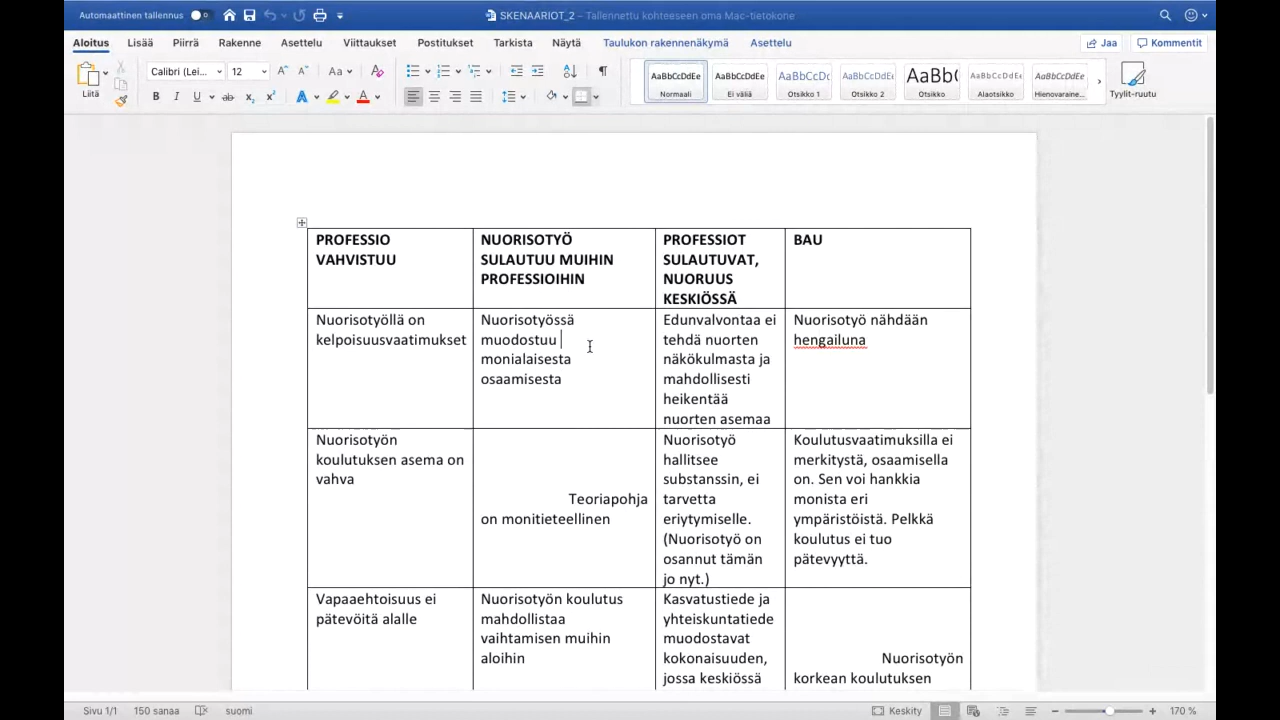 Automaattinen tallennus
SKENAARIOT_2 – Tallennettu kohteeseen oma Mac-tietokone
Aloitus Lisää Piirrä Rakenne Asettelu Viittaukset Postitukset Tarkista Näytä Taulukon rakennenäkymä Asettelu Jaa Kommentit
Liitä
Calibri (Lei... 12
AaBbCcDdEe AaBbCcDdEe AaBbCcDc AaBbCcDdEe AaBb( AaBbCcDdEe AaBbCcDdEe
Normaali Ei väliä Otsikko 1 Otsikko 2 Otsikko Alaotsikko Hienovaraine... Tyylit-ruutu
PROFESSIO
VAHVISTUU
NUORISOTYÖ
SULAUTUU MUIHIN
PROFESSIOIHIN
PROFESSIOT
SULAUTUVAT,
NUORUUS
KESKIÖSSÄ
BAU
Nuorisotyöllä on
kelpoisuusvaatimukset
Nuorisotyössä
muodostuu
monialaisesta
osaamisesta
Edunvalvontaa ei
tehdä nuorten
näkökulmasta ja
mahdollisesti
heikentää
nuorten asemaa
Nuorisotyö nähdään
hengailuna
Nuorisotyön
koulutuksen asema on
vahva
Teoriapohja
on monitieteellinen
Nuorisotyö
hallitsee
substanssin, ei
tarvetta
eriytymiselle.
(Nuorisotyö on
osannut tämän
jo nyt.)
Koulutusvaatimuksilla ei
merkitystä, osaamisella
on. Sen voi hankkia
monista eri
ympäristöistä. Pelkkä
koulutus ei tuo
pätevyyttä.
Vapaaehtoisuus ei
pätevöitä alalle
Nuorisotyön koulutus
mahdollistaa
vaihtamisen muihin
aloihin
Kasvatustiede ja
yhteiskuntatiede
muodostavat
kokonaisuuden,
jossa keskiössä
Nuorisotyön
korkean koulutuksen
Sivu 1/1 150 sanaa suomi Keskity 170 %